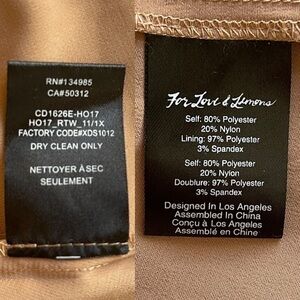 RN#134985
CA#50312
CD1626E-HO17
HO17_RTW_11/1X
FACTORY CODE#XDS1012
DRY CLEAN ONLY
NETTOYER À SEC
SEULEMENT
For Love & Lemons
Self: 80% Polyester
20% Nylon
Lining: 97% Polyester
3% Spandex
Self: 80% Polyester
20% Nylon
Doublure: 97% Polyester
3% Spandex
Designed In Los Angeles
Assembled In China
Conçu à Los Angeles
Assemblé en Chine